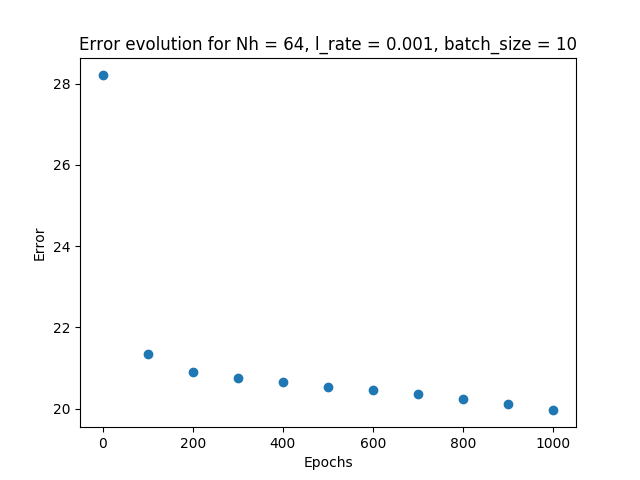 Error evolution for Nh = 64, l_rate = 0.001, batch_size = 10
28
26
24
22
20
Error
0 200 400 600 800 1000
Epochs